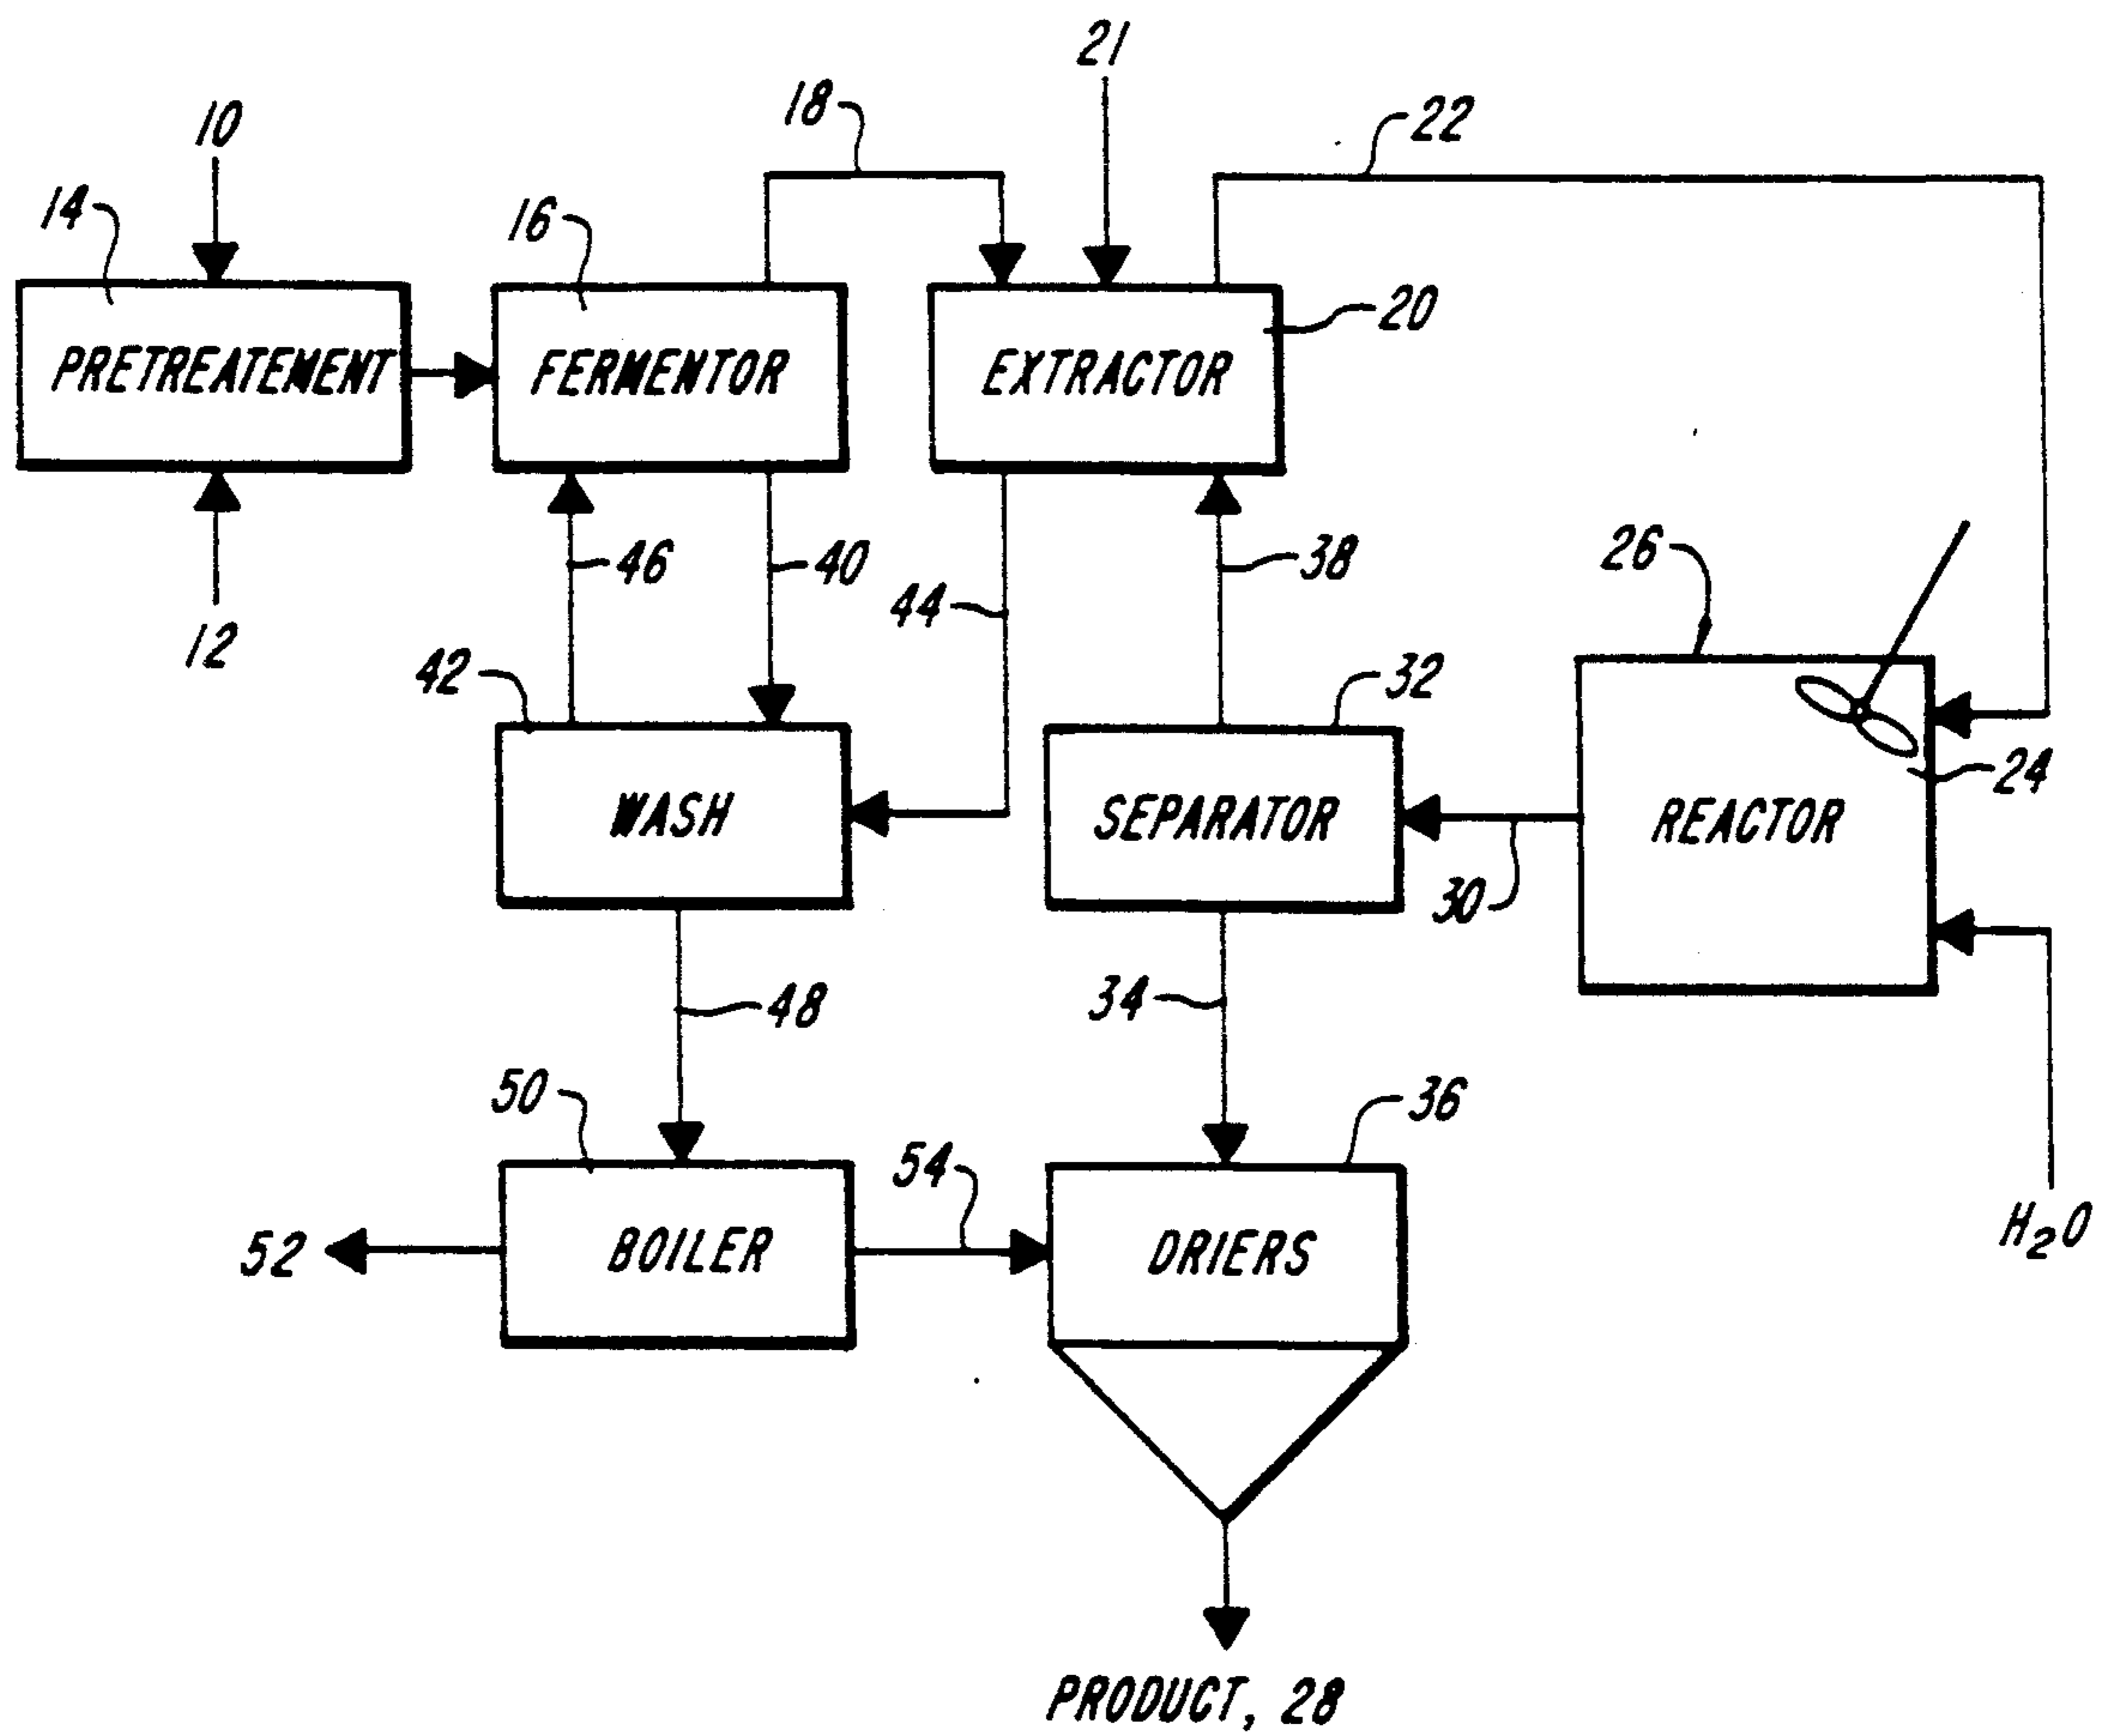 21
18
22
10
14
16
20
PRETREATEMENT
FERMENTOR
EXTRACTOR
46
40
38
26
44
12
42
32
24
WASH
SEPARATOR
REACTOR
30
48
34
50
36
54
H2O
52
BOILER
DRIERS
PRODUCT, 28